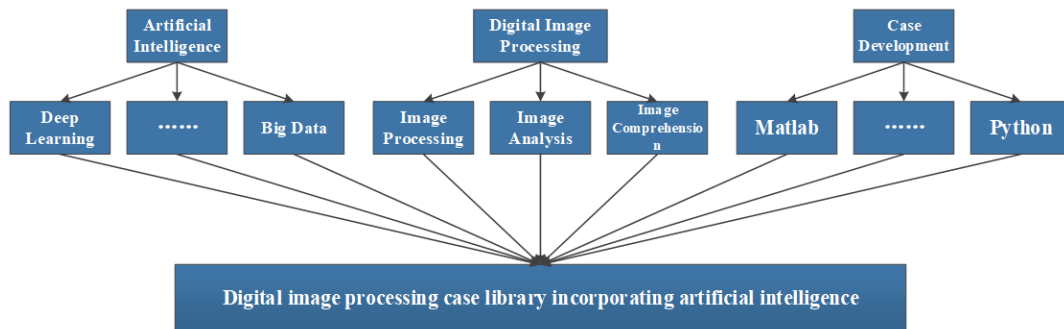 Artificial
Intelligence
Digital Image
Processing
Case
Development
Deep
Learning
……
Big Data
Image
Processing
Image
Analysis
Image
Comprehensio
n
Matlab
……
Python
Digital image processing case library incorporating artificial intelligence